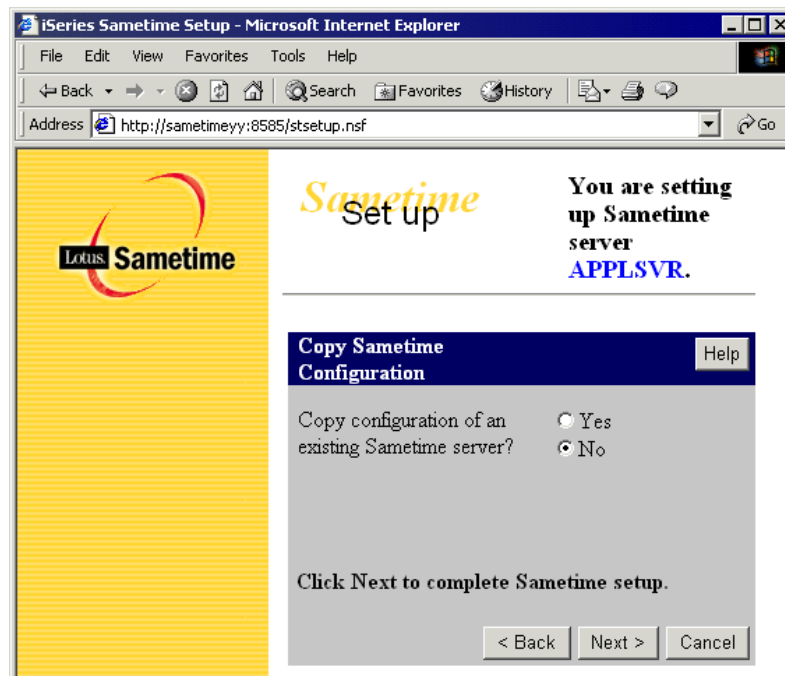 iSeries Sametime Setup - Microsoft Internet Explorer
File Edit View Favorites Tools Help
Back Search Favorites History
Address http://sametimeyy:8585/stsetup.nsf Go
Sametime
Set up
You are setting
up Sametime
server
APPLSVR.
Lotus. Sametime
Copy Sametime
Configuration
Help
Copy configuration of an
existing Sametime server?
Yes
No
Click Next to complete Sametime setup.
< Back Next > Cancel